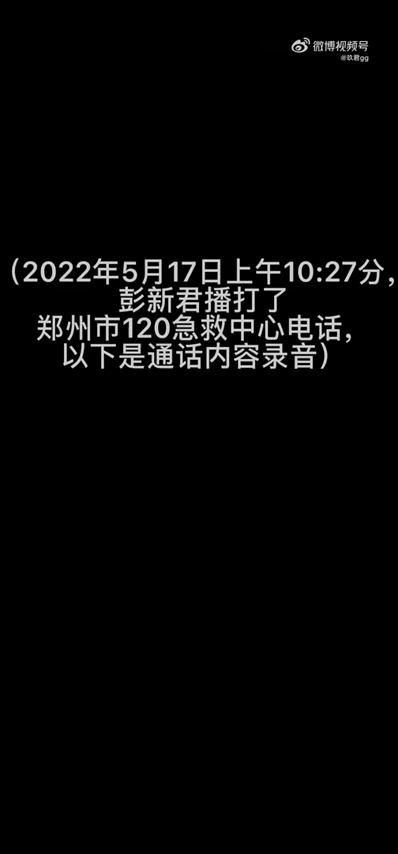 微博视频号
@玖君gg
（2022年5月17日上午10:27分，
彭新君播打了
郑州市120急救中心电话，
以下是通话内容录音）